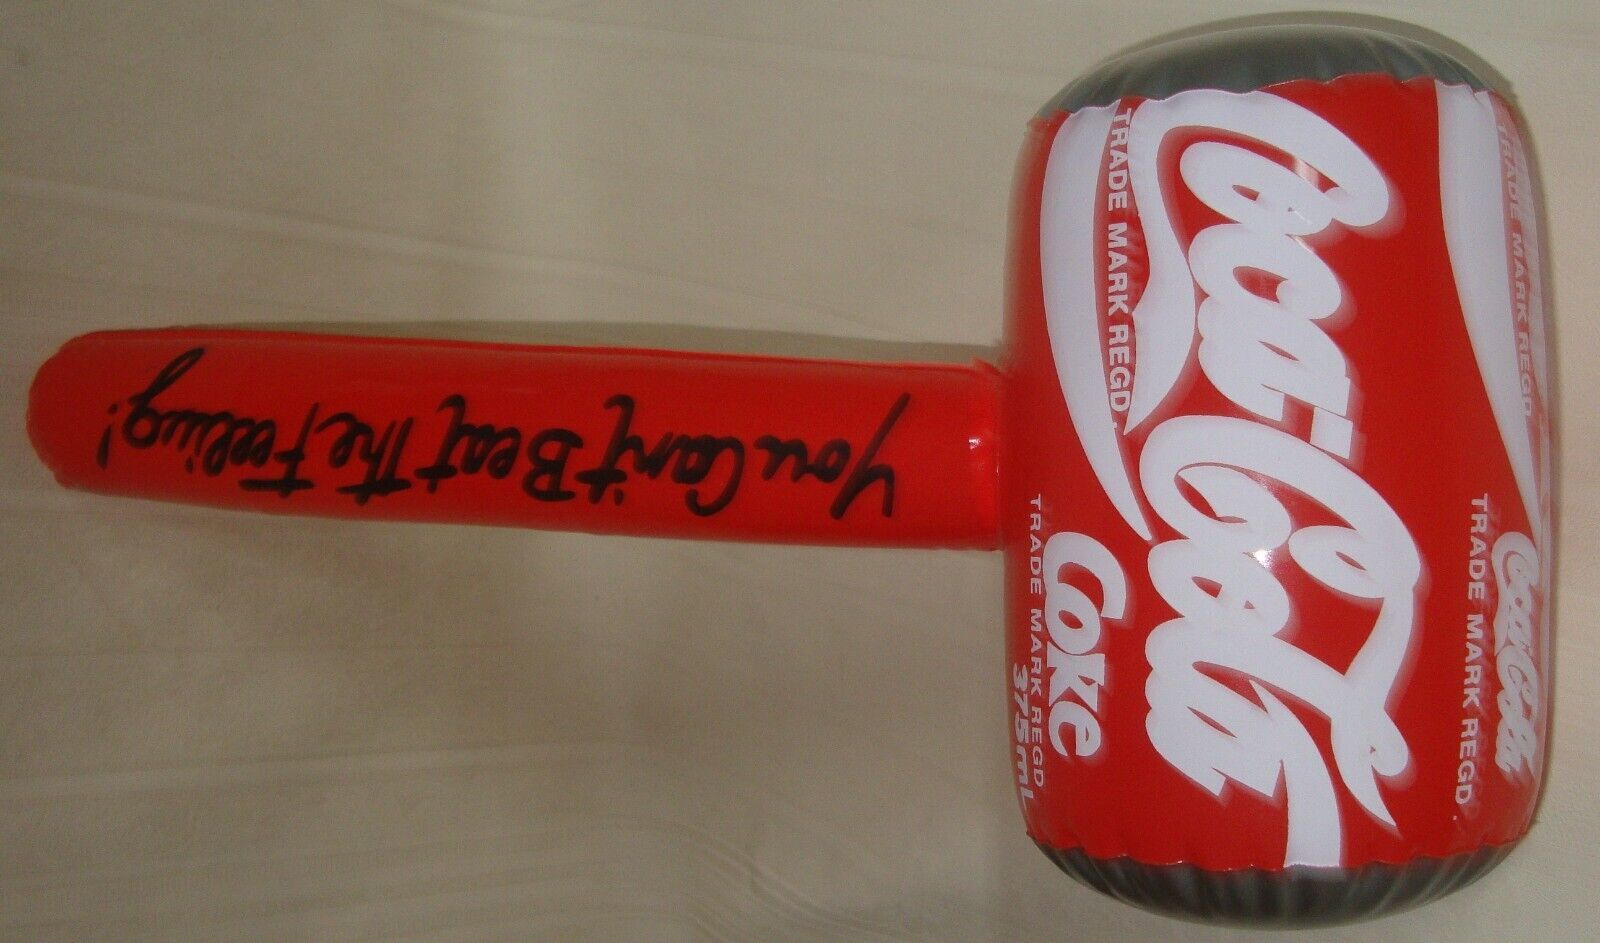 You Can't Beat The Feeling!
TRADE MARK REGD.
Coca-Cola
Coke
TRADE MARK REGD
375mL
TRADE MARK REGD.
Coca-Cola
TRADE MARK REGD.